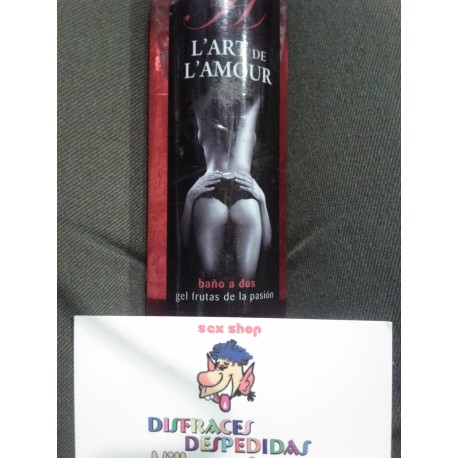 L'ART DE
L'AMOUR
baño a dos
gel frutas de la pasión
sex shop
DISFRACES
DESPEDIDAS